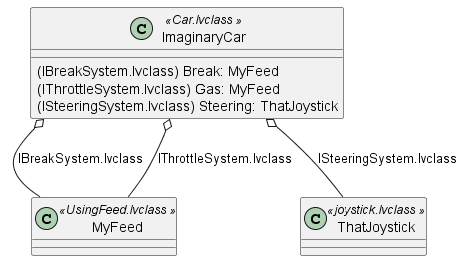 C
«Car.lvclass »
ImaginaryCar
(IBreakSystem.lvclass) Break: MyFeed
(IThrottleSystem.lvclass) Gas: MyFeed
(ISteeringSystem.lvclass) Steering: ThatJoystick
IBreakSystem.lvclass
IThrottleSystem.lvclass
ISteeringSystem.lvclass
C
«UsingFeed.lvclass »
MyFeed
C
«joystick.lvclass »
ThatJoystick